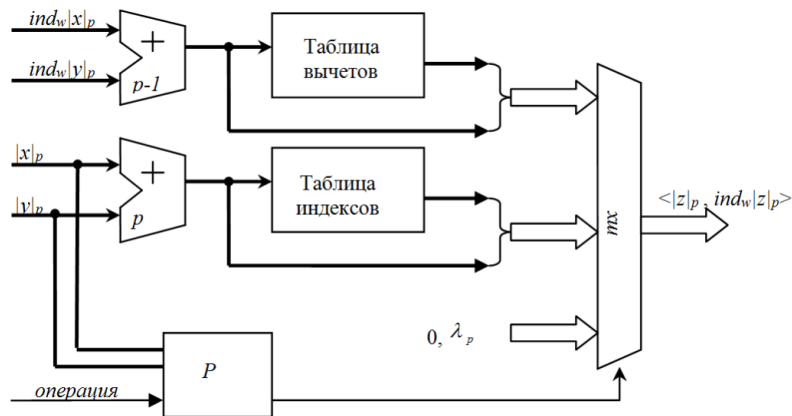 ind_w|x|_p
+
Таблица
вычетов
ind_w|y|_p
p-1
|x|_p
+
Таблица
индексов
|y|_p
p
mx
<|z|_p , ind_w|z|_p>
0, λ_p
P
операция